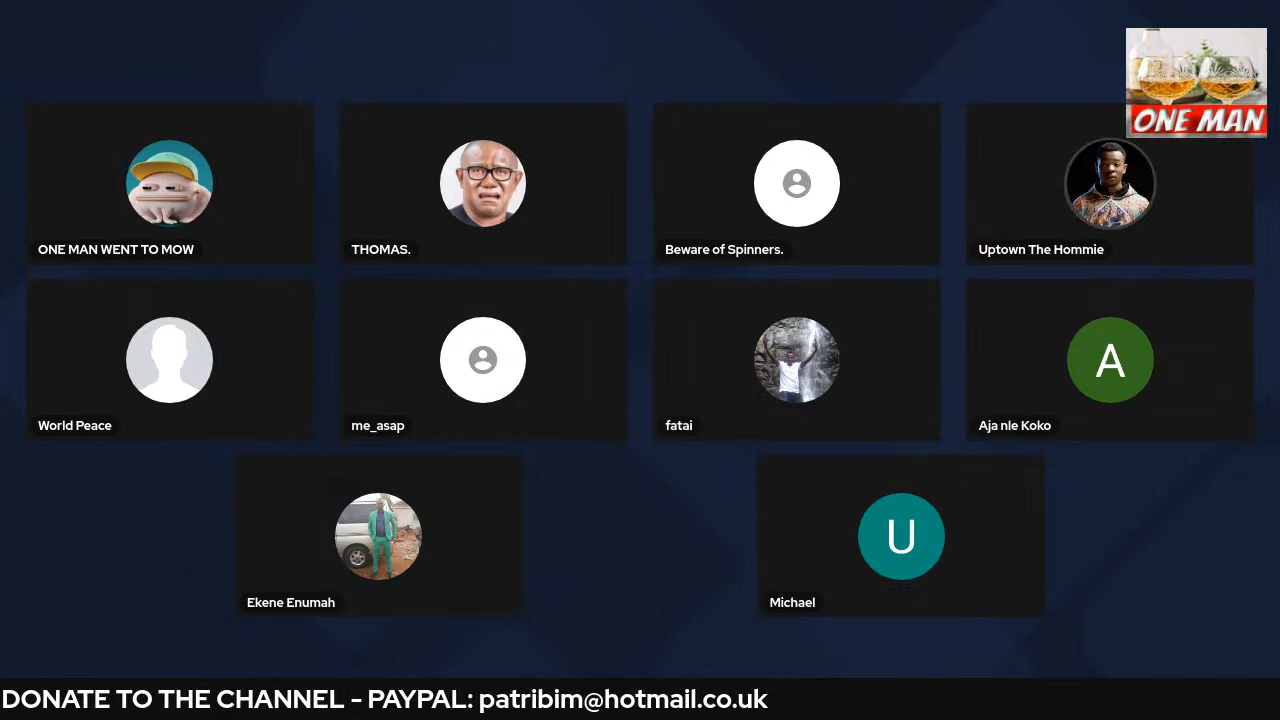 ONE MAN
ONE MAN WENT TO MOW
THOMAS.
Beware of Spinners.
Uptown The Hommie
World Peace
me_asap
fatai
A
Aja nle Koko
Ekene Enumah
U
Michael
DONATE TO THE CHANNEL - PAYPAL: patribim@hotmail.co.uk